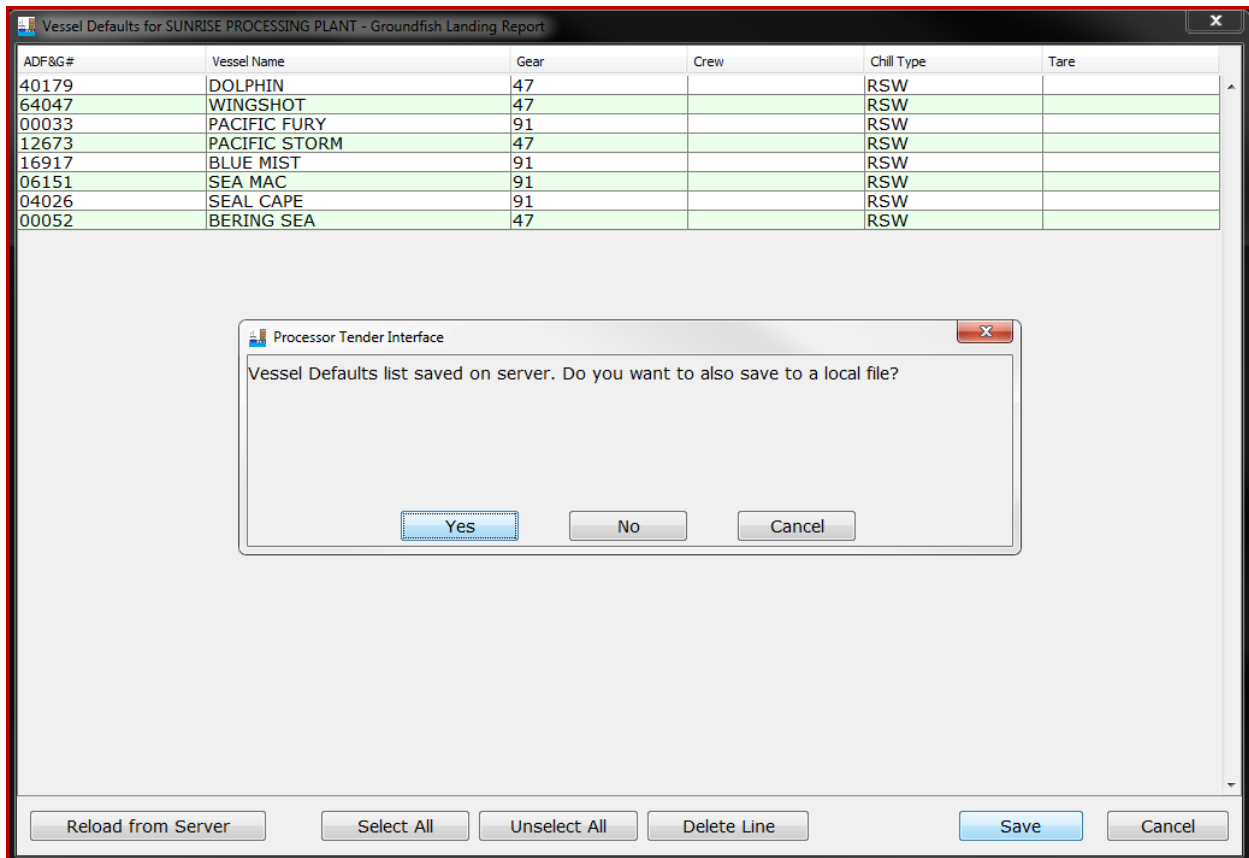 Vessel Defaults for SUNRISE PROCESSING PLANT - Groundfish Landing Report
ADF&G# Vessel Name Gear Crew Chill Type Tare
40179 DOLPHIN 47 RSW
64047 WINGSHOT 47 RSW
00033 PACIFIC FURY 91 RSW
12673 PACIFIC STORM 47 RSW
16917 BLUE MIST 91 RSW
06151 SEA MAC 91 RSW
04026 SEAL CAPE 91 RSW
00052 BERING SEA 47 RSW
Processor Tender Interface
Vessel Defaults list saved on server. Do you want to also save to a local file?
Yes No Cancel
Reload from Server Select All Unselect All Delete Line Save Cancel